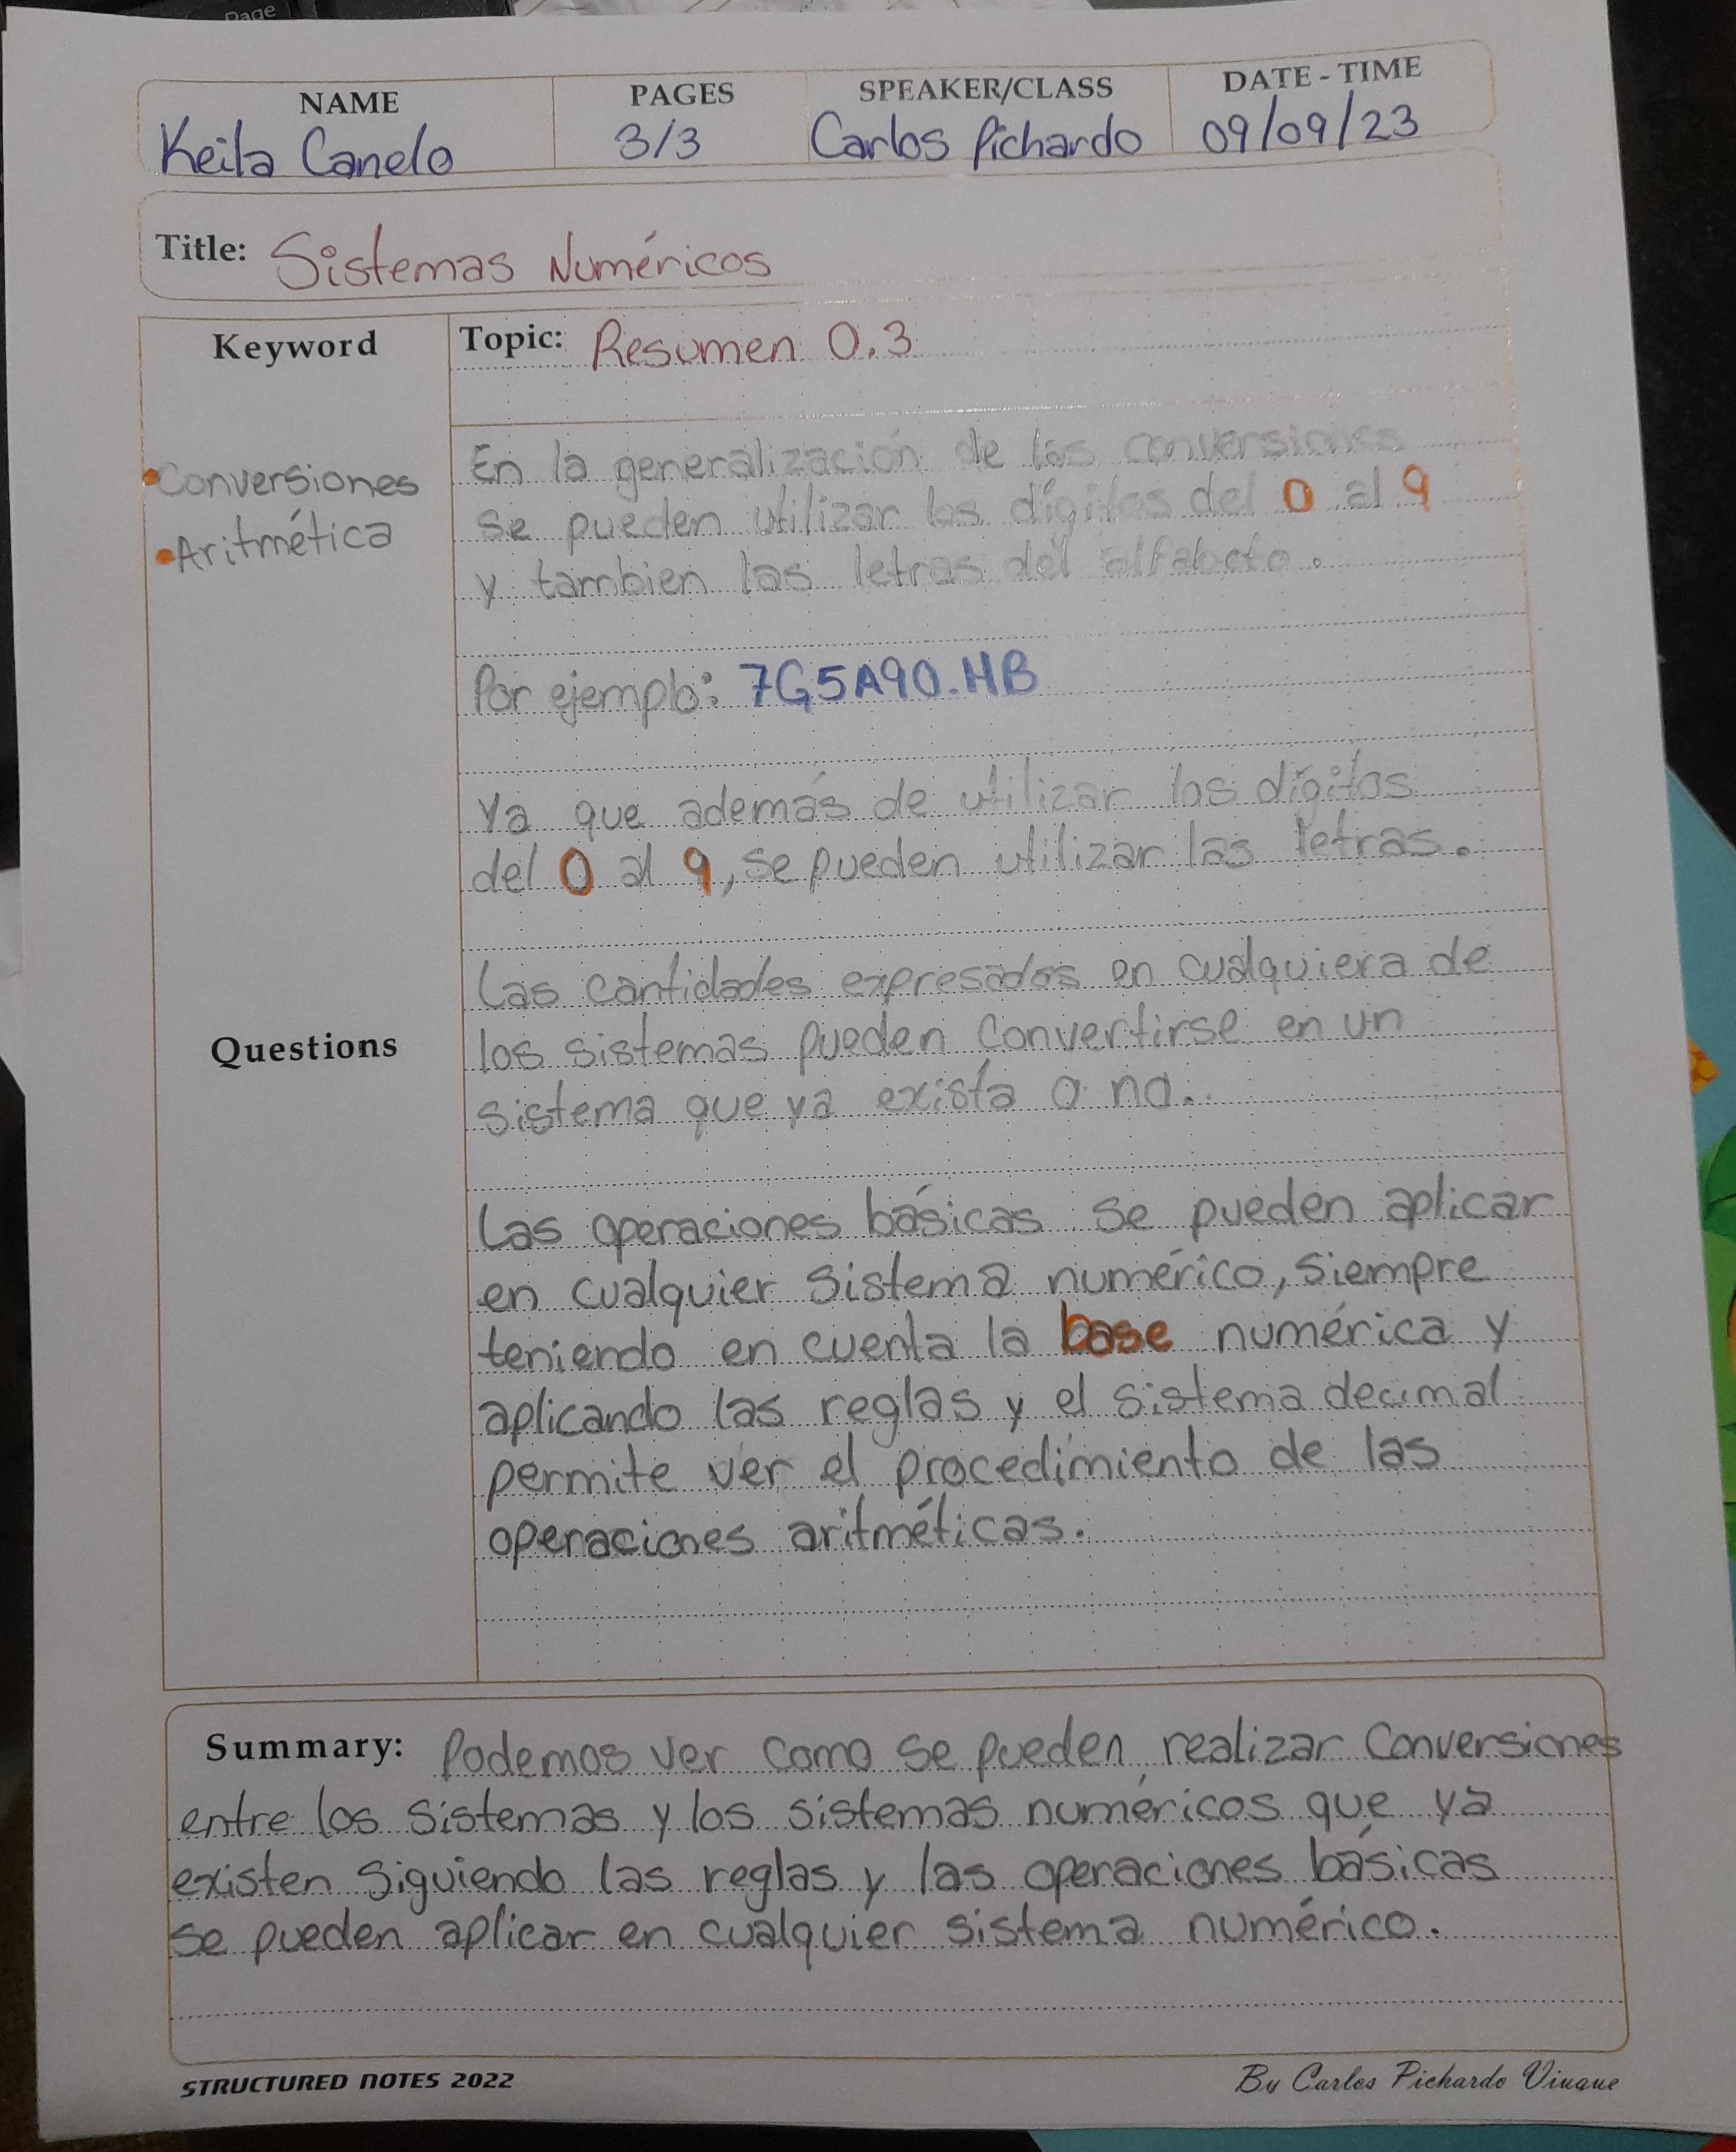 Page
NAME
PAGES
SPEAKER/CLASS
DATE - TIME
Keila Canelo
3/3
Carlos Pichardo
09/09/23
Title: Sistemas Numéricos
Keyword
Topic: Resumen 0.3
• Conversiones
• Aritmética
En la generalización de las conversiones
se pueden utilizar los dígitos del 0 al 9
y tambien las letras del alfabeto.
Por ejemplo: 7G5A90.HB
Ya que además de utilizar los dígitos
del 0 al 9, se pueden utilizar las letras.
Las cantidades expresadas en cualquiera de
los sistemas pueden convertirse en un
sistema que ya exista o no.
Questions
Las operaciones básicas se pueden aplicar
en cualquier sistema numérico, siempre
teniendo en cuenta la base numérica y
aplicando las reglas y el sistema decimal
permite ver el procedimiento de las
operaciones aritméticas.
Summary: Podemos ver como se pueden realizar conversiones
entre los sistemas y los sistemas numéricos que ya
existen siguiendo las reglas y las operaciones básicas
se pueden aplicar en cualquier sistema numérico.
STRUCTURED NOTES 2022
By Carlos Pichardo Viuque